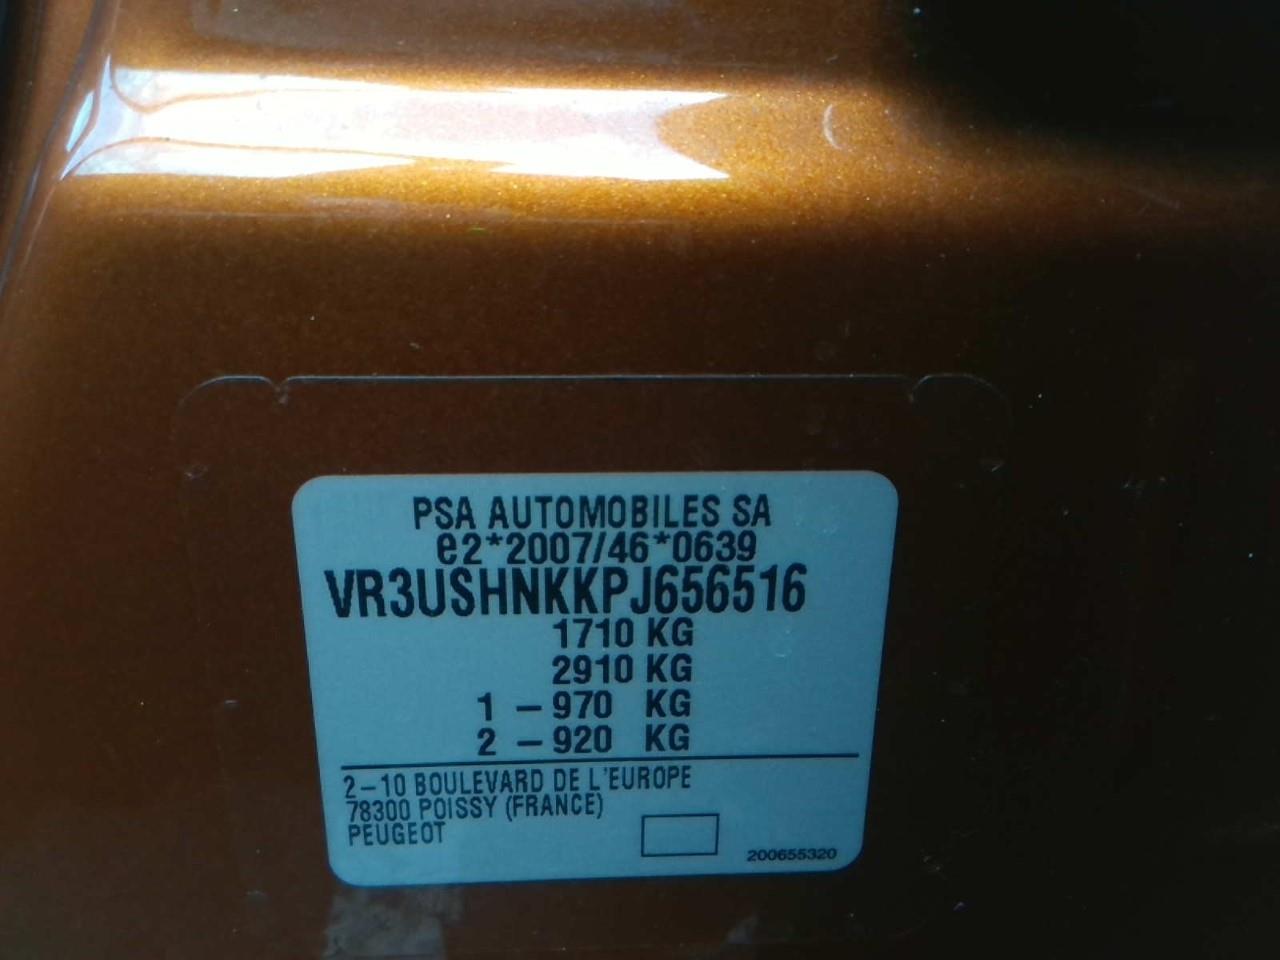 PSA AUTOMOBILES SA
e2*2007/46*0639
VR3USHNKKPJ656516
1710 KG
2910 KG
1 – 970 KG
2 – 920 KG
2–10 BOULEVARD DE L'EUROPE
78300 POISSY (FRANCE)
PEUGEOT
200655320